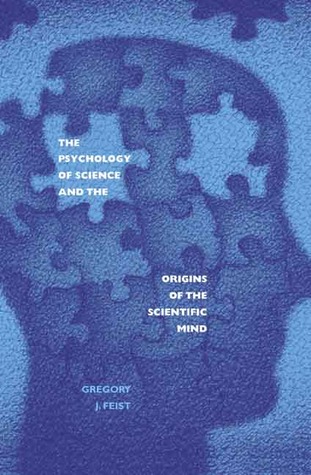 THE
PSYCHOLOGY
OF SCIENCE
AND THE
ORIGINS
OF THE
SCIENTIFIC
MIND
GREGORY
J. FEIST